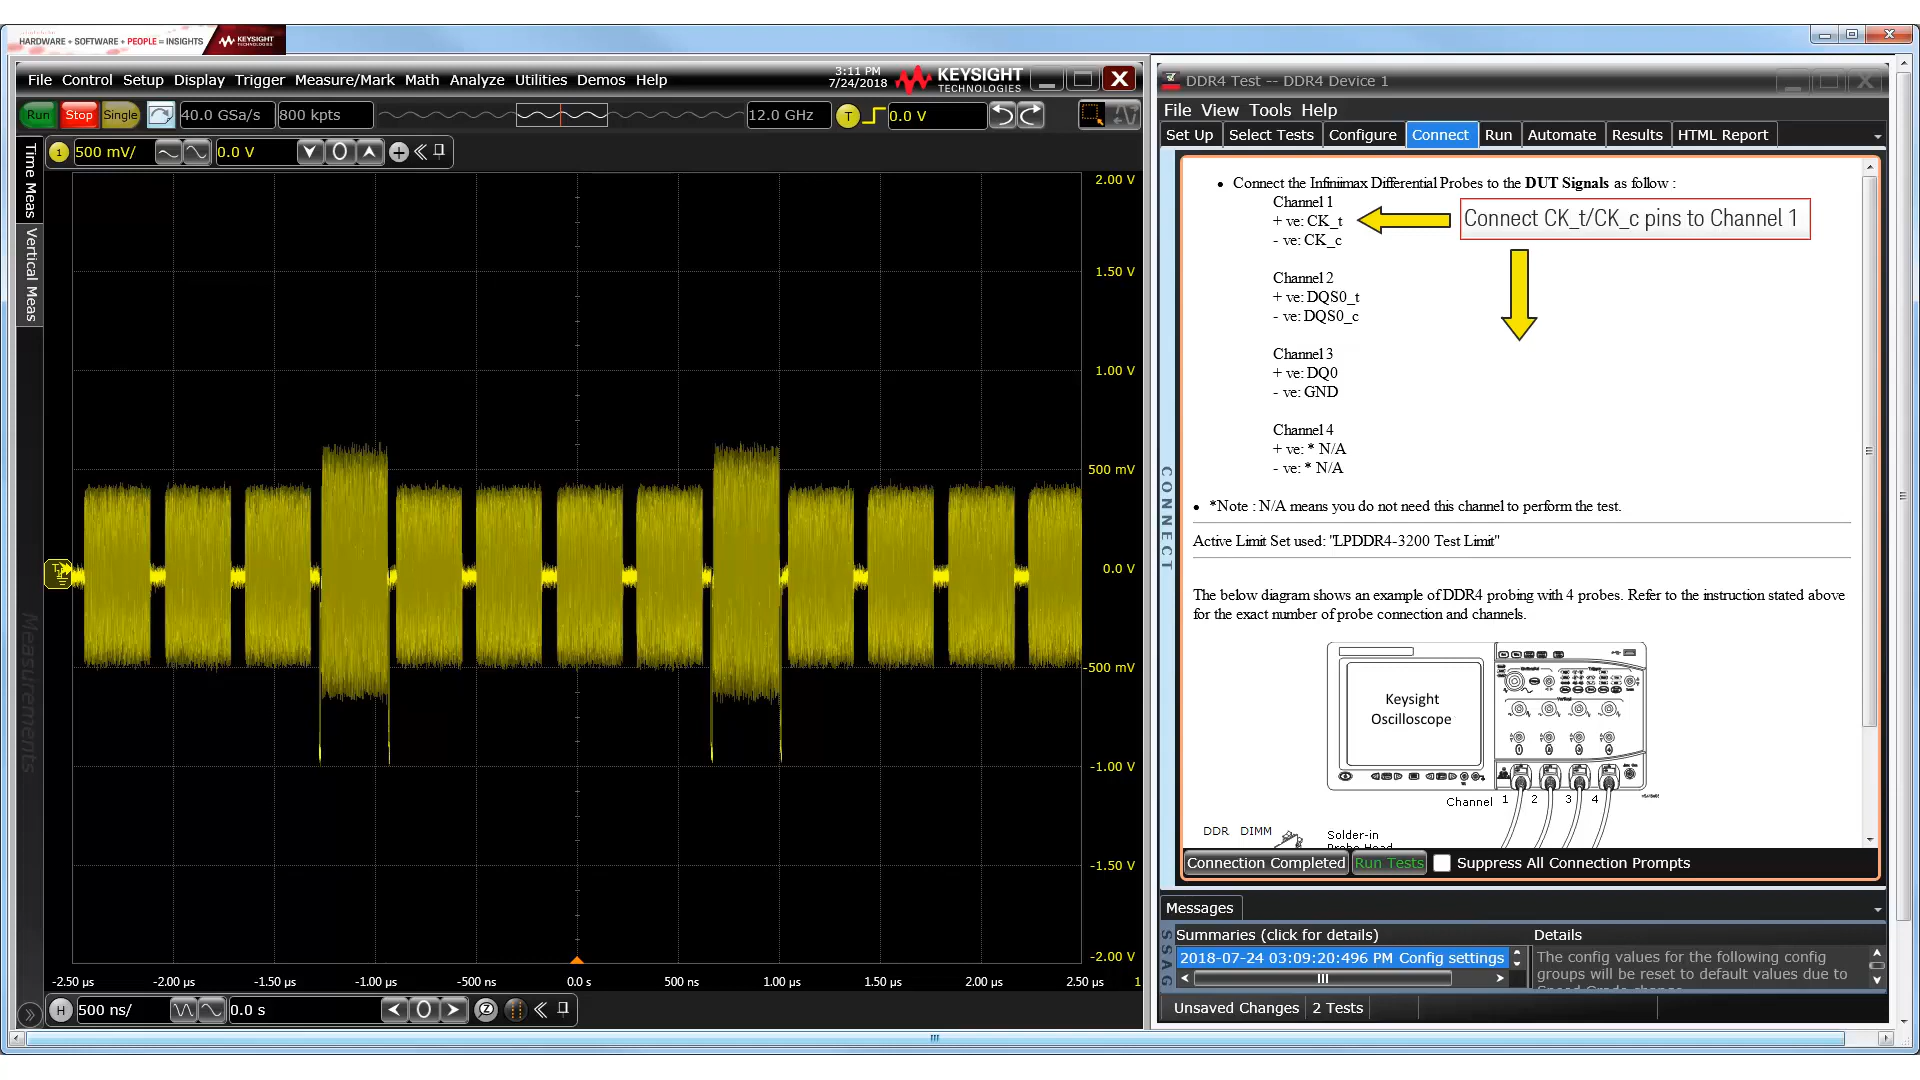 HARDWARE + SOFTWARE + PEOPLE = INSIGHTS KEYSIGHT TECHNOLOGIES
File Control Setup Display Trigger Measure/Mark Math Analyze Utilities Demos Help
3:11 PM
7/24/2018
KEYSIGHT
TECHNOLOGIES
Run Stop Single 40.0 GSa/s 800 kpts 12.0 GHz T 0.0 V
1 500 mV/ 0.0 V
Time Meas
Vertical Meas
Measurements
2.00 V
1.50 V
1.00 V
500 mV
0.0 V
-500 mV
-1.00 V
-1.50 V
-2.00 V
-2.50 µs -2.00 µs -1.50 µs -1.00 µs -500 ns 0.0 s 500 ns 1.00 µs 1.50 µs 2.00 µs 2.50 µs 1
H 500 ns/ 0.0 s
DDR4 Test -- DDR4 Device 1
File View Tools Help
Set Up Select Tests Configure Connect Run Automate Results HTML Report
CONNECT
• Connect the Infiniimax Differential Probes to the DUT Signals as follow :
Channel 1
+ ve: CK_t
- ve: CK_c
Connect CK_t/CK_c pins to Channel 1
Channel 2
+ ve: DQS0_t
- ve: DQS0_c
Channel 3
+ ve: DQ0
- ve: GND
Channel 4
+ ve: * N/A
- ve: * N/A
• *Note : N/A means you do not need this channel to perform the test.
Active Limit Set used: "LPDDR4-3200 Test Limit"
The below diagram shows an example of DDR4 probing with 4 probes. Refer to the instruction stated above
for the exact number of probe connection and channels.
Keysight
Oscilloscope
Channel 1 2 3 4
DDR DIMM
Solder-in
Probe Head
Connection Completed Run Tests Suppress All Connection Prompts
Messages
SSAG
Summaries (click for details) Details
2018-07-24 03:09:20:496 PM Config settings
The config values for the following config
groups will be reset to default values due to
Speed Grade change
Unsaved Changes 2 Tests